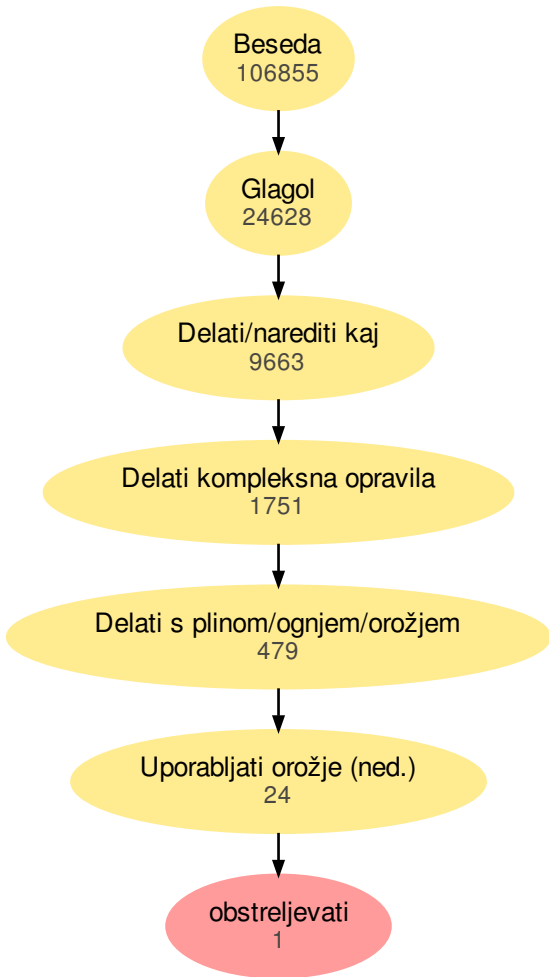 Beseda
106855
Glagol
24628
Delati/narediti kaj
9663
Delati kompleksna opravila
1751
Delati s plinom/ognjem/orožjem
479
Uporabljati orožje (ned.)
24
obstreljevati
1